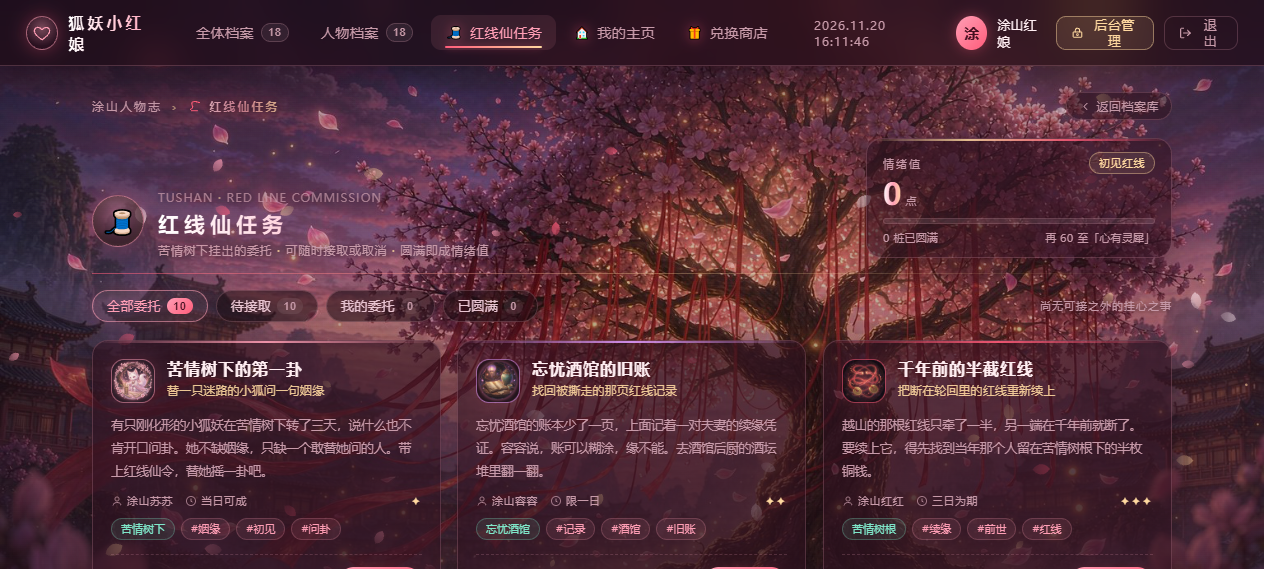 狐妖小红娘
全体档案 18
人物档案 18
红线仙任务
我的主页
兑换商店
2026.11.20 16:11:46
涂
涂山红娘
后台管理
退出
涂山人物志 › 红线仙任务
‹ 返回档案库
情绪值
初见红线
0 点
0 桩已圆满
再 60 至「心有灵犀」
TUSHAN · RED LINE COMMISSION
红线仙任务
苦情树下挂出的委托 · 可随时接取或取消 · 圆满即成情绪值
全部委托 10
待接取 10
我的委托 0
已圆满 0
尚无可接之外的挂心之事
苦情树下的第一卦
替一只迷路的小狐问一句姻缘
有只刚化形的小狐妖在苦情树下转了三天，说什么也不
肯开口问卦。她不缺姻缘，只缺一个敢替她问的人。带
上红线仙令，替她摇一卦吧。
涂山苏苏 当日可成
苦情树下 #姻缘 #初见 #问卦
忘忧酒馆的旧账
找回被撕走的那页红线记录
忘忧酒馆的账本少了一页，上面记着一对夫妻的续缘凭
证。容容说，账可以糊涂，缘不能。去酒馆后厨的酒坛
堆里翻一翻。
涂山容容 限一日
忘忧酒馆 #记录 #酒馆 #旧账
千年前的半截红线
把断在轮回里的红线重新续上
越山的那根红线只牵了一半，另一端在千年前就断了。
要续上它，得先找到当年那个人留在苦情树根下的半枚
铜钱。
涂山红红 三日为期
苦情树根 #续缘 #前世 #红线